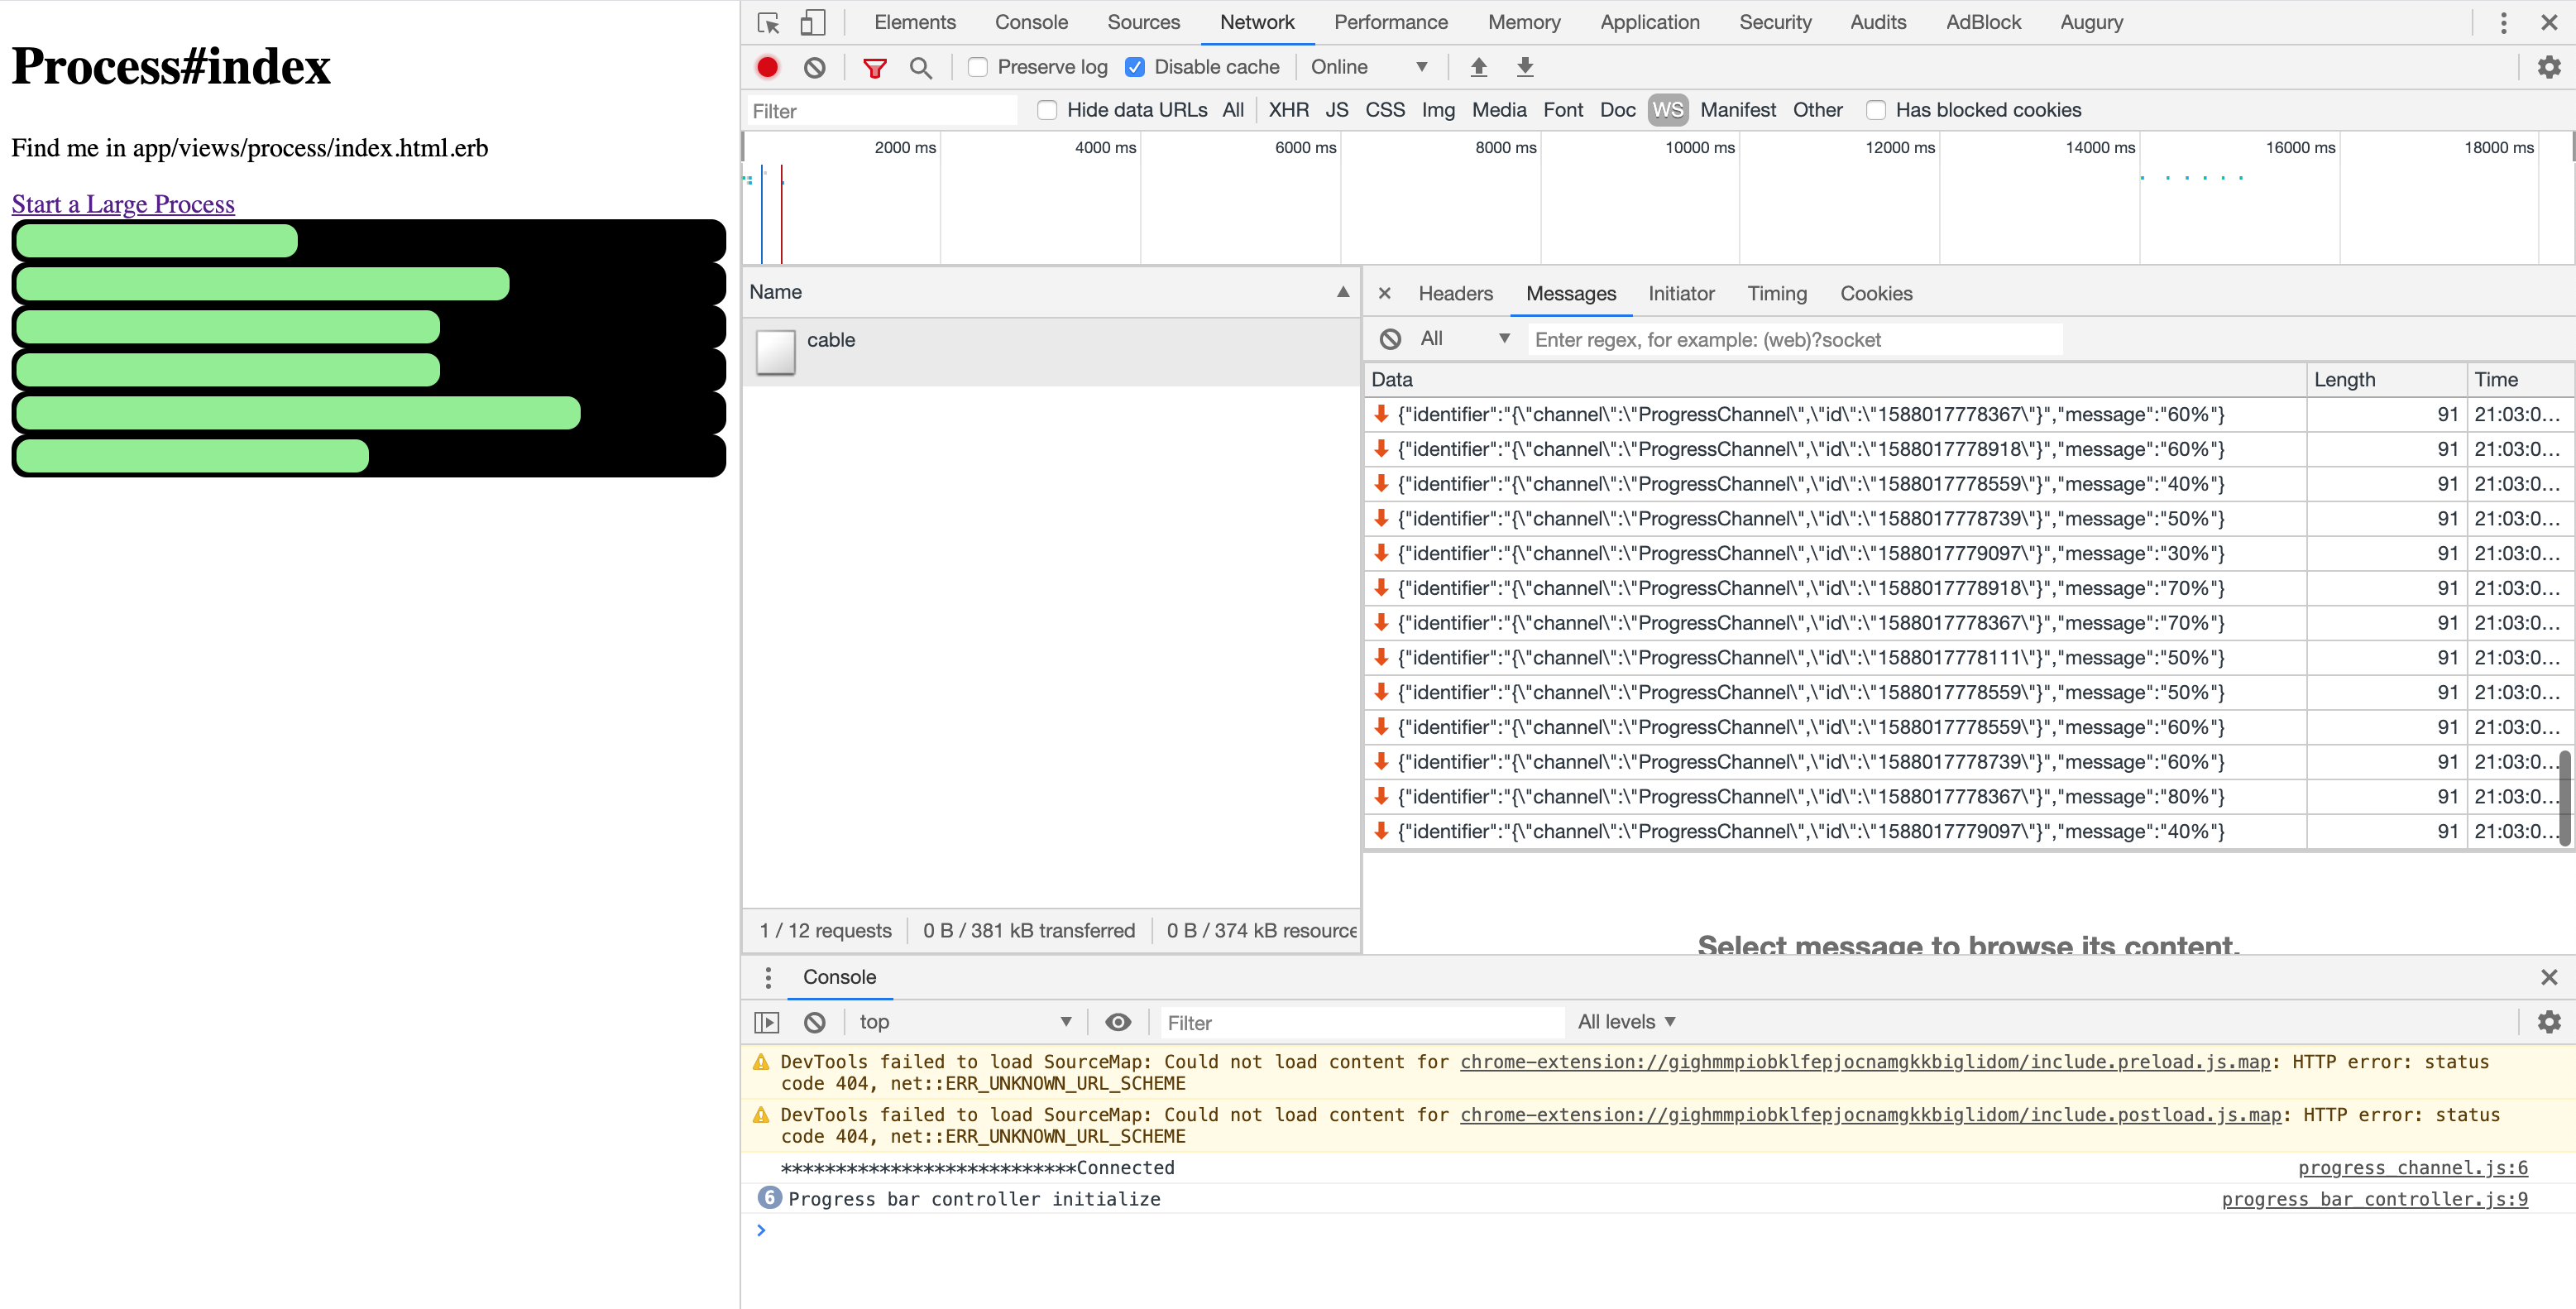 Process#index
Find me in app/views/process/index.html.erb
Start a Large Process
Elements Console Sources Network Performance Memory Application Security Audits AdBlock Augury
Preserve log Disable cache Online
Filter Hide data URLs All XHR JS CSS Img Media Font Doc WS Manifest Other Has blocked cookies
2000 ms 4000 ms 6000 ms 8000 ms 10000 ms 12000 ms 14000 ms 16000 ms 18000 ms
Name
cable
1 / 12 requests 0 B / 381 kB transferred 0 B / 374 kB resource
Headers Messages Initiator Timing Cookies
All Enter regex, for example: (web)?socket
Data Length Time
{"identifier":"{\"channel\":\"ProgressChannel\",\"id\":\"1588017778367\"}","message":"60%"} 91 21:03:0...
{"identifier":"{\"channel\":\"ProgressChannel\",\"id\":\"1588017778918\"}","message":"60%"} 91 21:03:0...
{"identifier":"{\"channel\":\"ProgressChannel\",\"id\":\"1588017778559\"}","message":"40%"} 91 21:03:0...
{"identifier":"{\"channel\":\"ProgressChannel\",\"id\":\"1588017778739\"}","message":"50%"} 91 21:03:0...
{"identifier":"{\"channel\":\"ProgressChannel\",\"id\":\"1588017779097\"}","message":"30%"} 91 21:03:0...
{"identifier":"{\"channel\":\"ProgressChannel\",\"id\":\"1588017778918\"}","message":"70%"} 91 21:03:0...
{"identifier":"{\"channel\":\"ProgressChannel\",\"id\":\"1588017778367\"}","message":"70%"} 91 21:03:0...
{"identifier":"{\"channel\":\"ProgressChannel\",\"id\":\"1588017778111\"}","message":"50%"} 91 21:03:0...
{"identifier":"{\"channel\":\"ProgressChannel\",\"id\":\"1588017778559\"}","message":"50%"} 91 21:03:0...
{"identifier":"{\"channel\":\"ProgressChannel\",\"id\":\"1588017778559\"}","message":"60%"} 91 21:03:0...
{"identifier":"{\"channel\":\"ProgressChannel\",\"id\":\"1588017778739\"}","message":"60%"} 91 21:03:0...
{"identifier":"{\"channel\":\"ProgressChannel\",\"id\":\"1588017778367\"}","message":"80%"} 91 21:03:0...
{"identifier":"{\"channel\":\"ProgressChannel\",\"id\":\"1588017779097\"}","message":"40%"} 91 21:03:0...
Select message to browse its content.
Console
top Filter All levels
DevTools failed to load SourceMap: Could not load content for chrome-extension://gighmmpiobklfepjocnamgkkbiglidom/include.preload.js.map: HTTP error: status
code 404, net::ERR_UNKNOWN_URL_SCHEME
DevTools failed to load SourceMap: Could not load content for chrome-extension://gighmmpiobklfepjocnamgkkbiglidom/include.postload.js.map: HTTP error: status
code 404, net::ERR_UNKNOWN_URL_SCHEME
***************************Connected progress_channel.js:6
6 Progress bar controller initialize progress_bar_controller.js:9